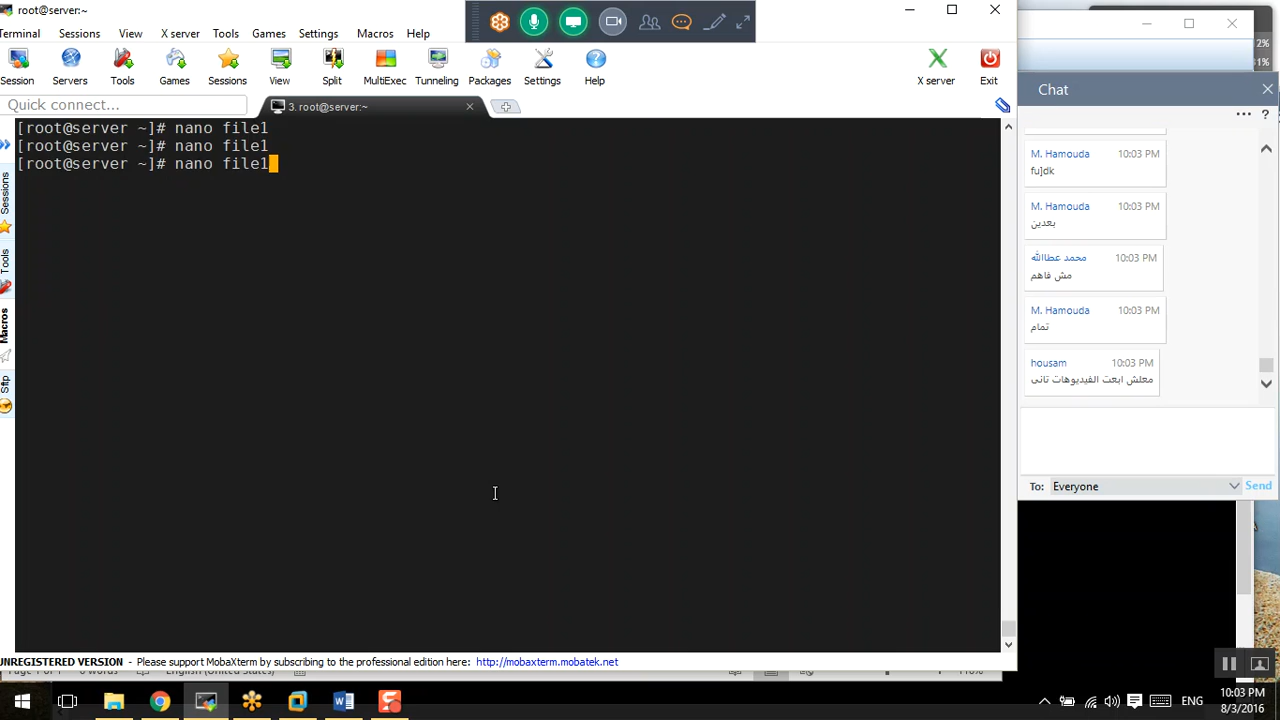 root@server:~
Terminal Sessions View X server Tools Games Settings Macros Help
Session Servers Tools Games Sessions View Split MultiExec Tunneling Packages Settings Help X server Exit
Quick connect...
3. root@server:~
[root@server ~]# nano file1
[root@server ~]# nano file1
[root@server ~]# nano file1
Sessions
Tools
Macros
Sftp
UNREGISTERED VERSION - Please support MobaXterm by subscribing to the professional edition here: http://mobaxterm.mobatek.net
Chat
M. Hamouda 10:03 PM
fu]dk
M. Hamouda 10:03 PM
بعدين
محمد عطاالله 10:03 PM
مش فاهم
M. Hamouda 10:03 PM
تمام
housam 10:03 PM
معلش ابعت الفيديوهات تانى
To: Everyone Send
2%
ENG
10:03 PM
8/3/2016